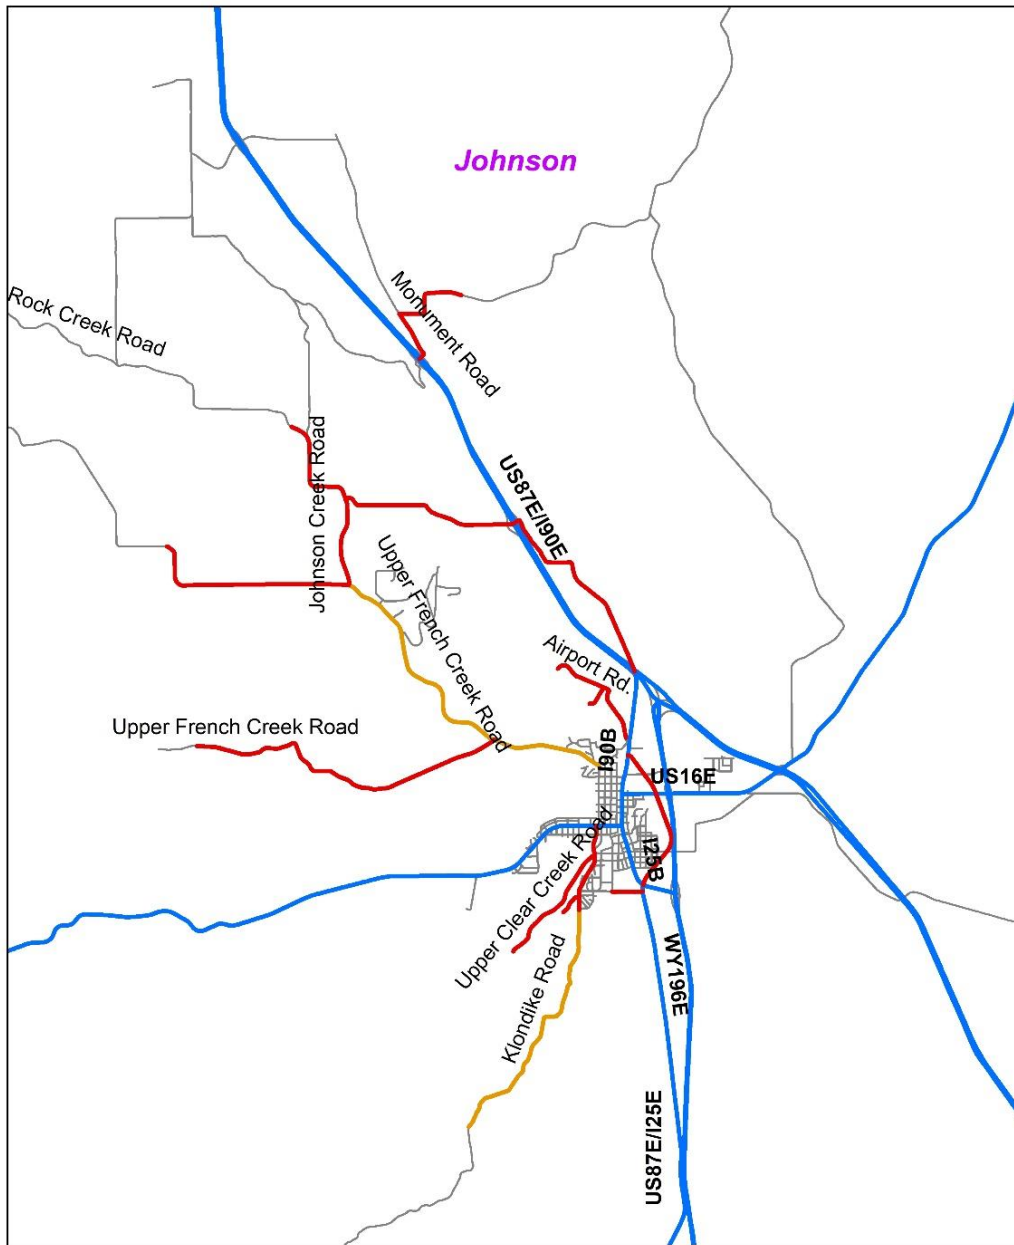 Johnson
Rock Creek Road
Monument Road
Johnson Creek Road
US87E/I90E
Upper French Creek Road
Airport Rd.
Upper French Creek Road
I90B
US16E
I25B
Upper Clear Creek Road
Klondike Road
WY196E
US87E/I25E